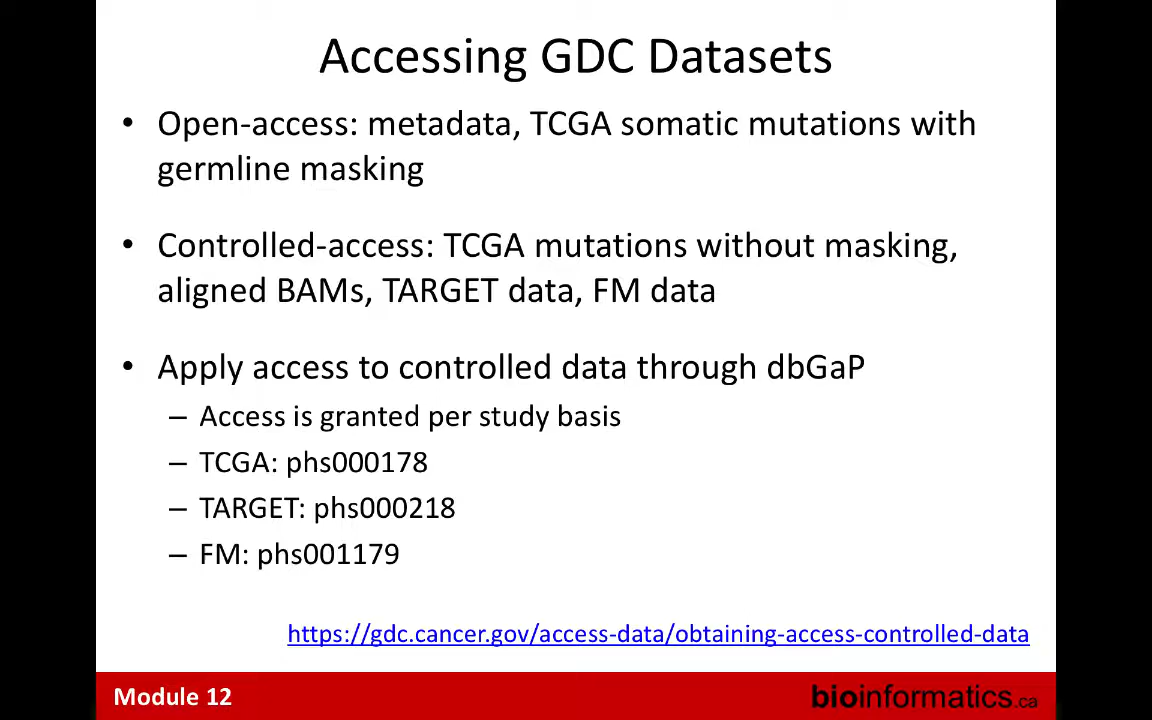 Accessing GDC Datasets
• Open-access: metadata, TCGA somatic mutations with
germline masking
• Controlled-access: TCGA mutations without masking,
aligned BAMs, TARGET data, FM data
• Apply access to controlled data through dbGaP
– Access is granted per study basis
– TCGA: phs000178
– TARGET: phs000218
– FM: phs001179
https://gdc.cancer.gov/access-data/obtaining-access-controlled-data
Module 12
bioinformatics.ca